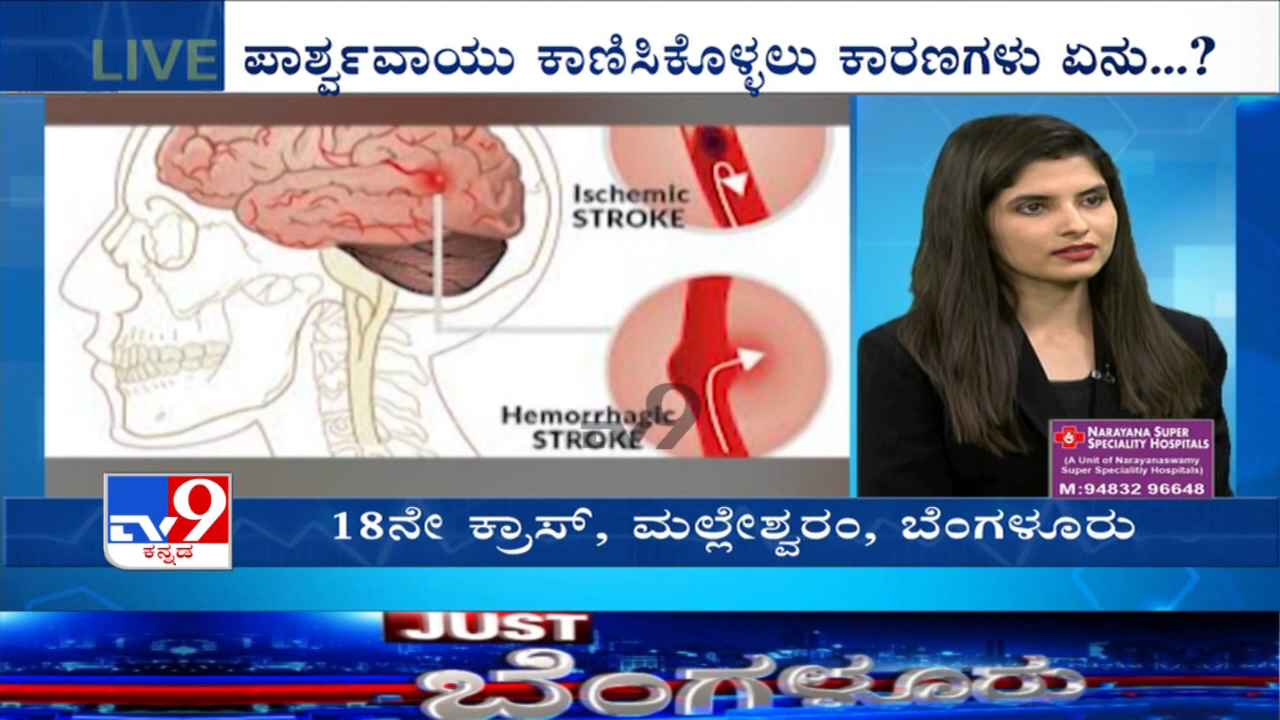 LIVE
ಪಾರ್ಶ್ವವಾಯು ಕಾಣಿಸಿಕೊಳ್ಳಲು ಕಾರಣಗಳು ಏನು...?
Ischemic
STROKE
Hemorrhagic
STROKE
NARAYANA SUPER
SPECIALITY HOSPITALS
(A Unit of Narayanaswamy
Super Speciality Hospitals)
M:94832 96648
TV9
ಕನ್ನಡ
18ನೇ ಕ್ರಾಸ್, ಮಲ್ಲೇಶ್ವರಂ, ಬೆಂಗಳೂರು
JUST
ಬೆಂಗಳೂರು